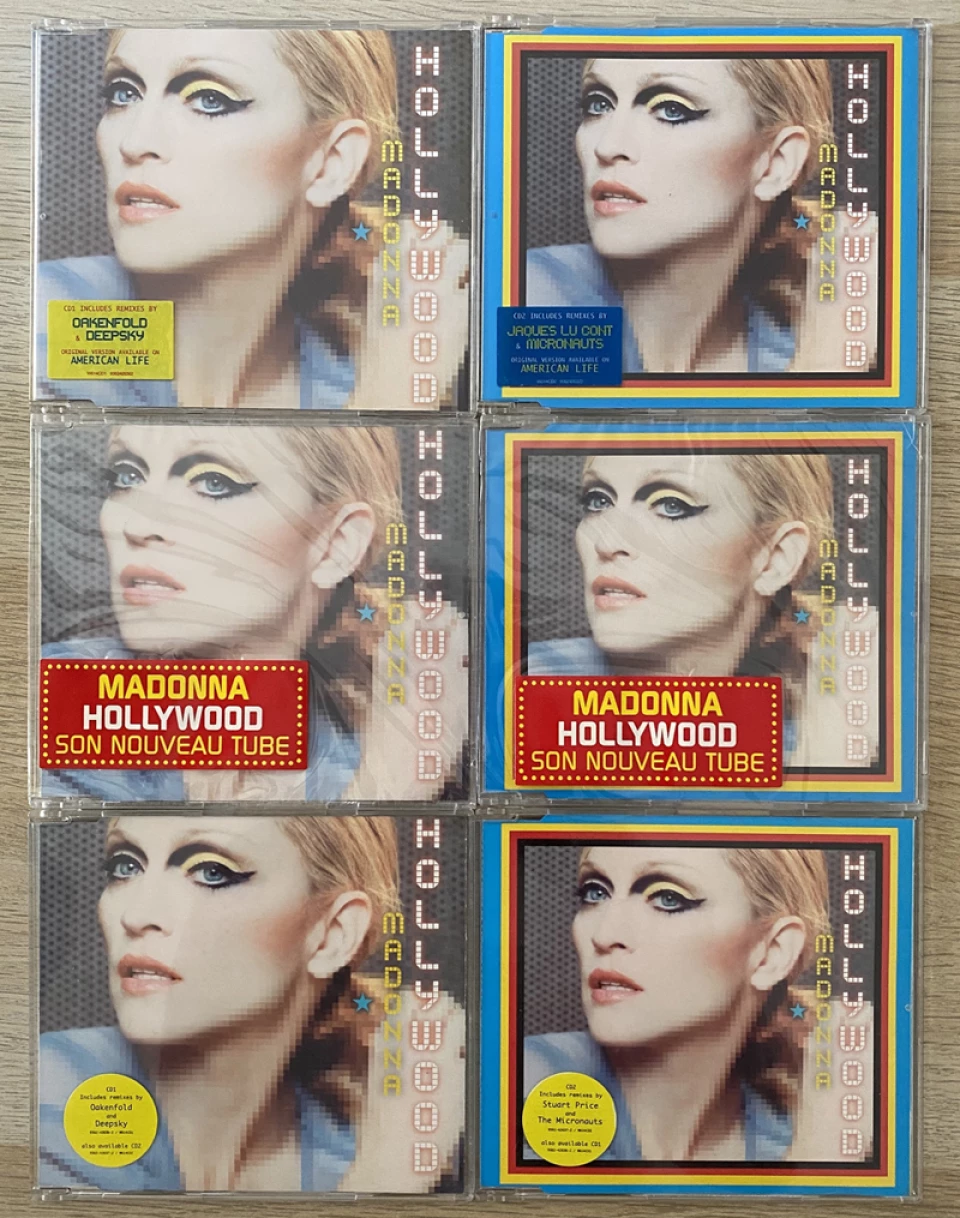 HOLLYWOOD
MADONNA
CD1 INCLUDES REMIXES BY
OAKENFOLD
& DEEPSKY
ORIGINAL VERSION AVAILABLE ON
AMERICAN LIFE
HOLLYWOOD
MADONNA
CD2 INCLUDES REMIXES BY
JAQUES LU CONT
& MICRONAUTS
ORIGINAL VERSION AVAILABLE ON
AMERICAN LIFE
HOLLYWOOD
MADONNA
MADONNA
HOLLYWOOD
SON NOUVEAU TUBE
HOLLYWOOD
MADONNA
MADONNA
HOLLYWOOD
SON NOUVEAU TUBE
HOLLYWOOD
MADONNA
CD1
Includes remixes by
Oakenfold
and
Deepsky
also available CD2
HOLLYWOOD
MADONNA
CD2
Includes remixes by
Stuart Price
and
The Micronauts
also available CD1